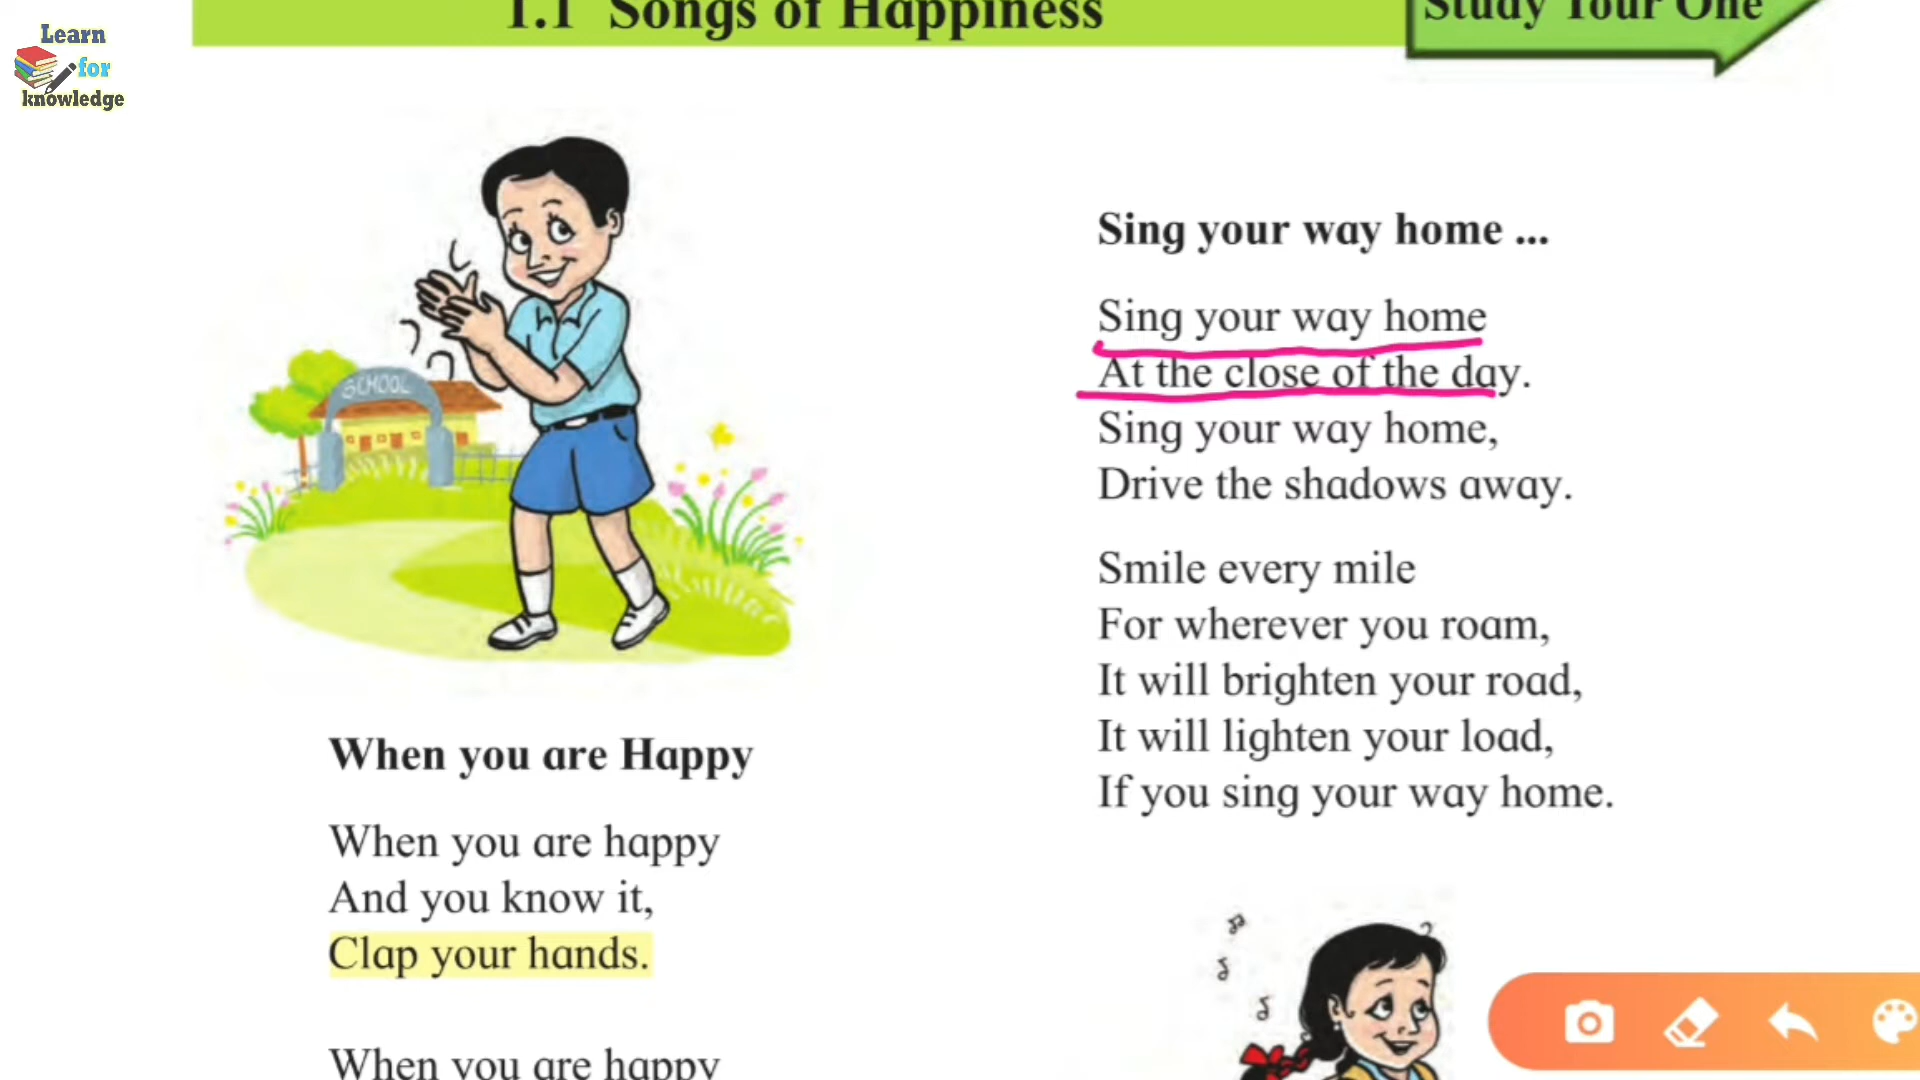 Learn
for
knowledge
1.1 Songs of Happiness
Study Your One
SCHOOL
When you are Happy
When you are happy
And you know it,
Clap your hands.
When you are happy
Sing your way home ...
Sing your way home
At the close of the day.
Sing your way home,
Drive the shadows away.
Smile every mile
For wherever you roam,
It will brighten your road,
It will lighten your load,
If you sing your way home.